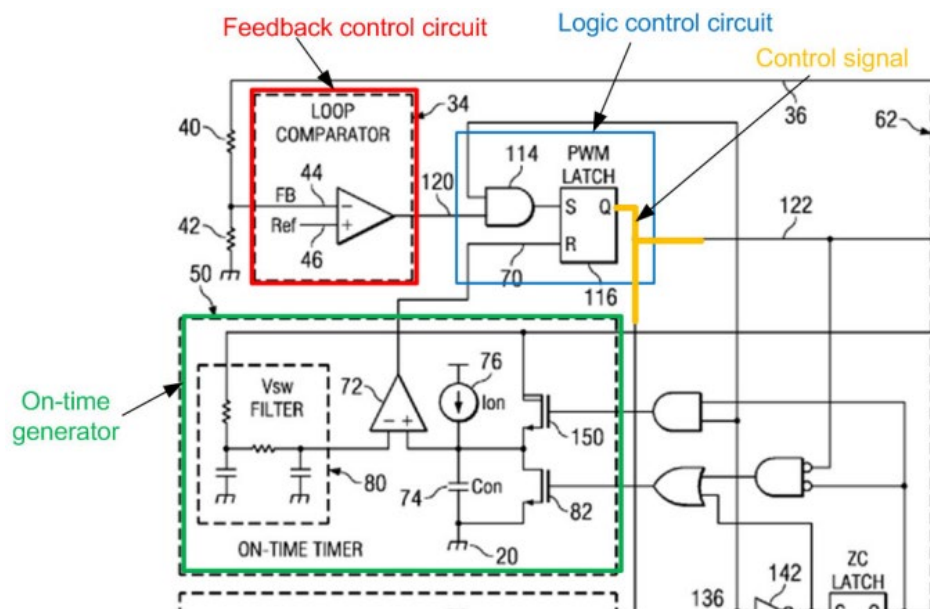 Feedback control circuit
Logic control circuit
Control signal
LOOP
COMPARATOR
34
36
62
40
44
FB
Ref
46
42
120
114
PWM
LATCH
S Q
R
70
116
122
50
On-time
generator
Vsw
FILTER
72
76
Ion
150
80
74
Con
82
ON-TIME TIMER
20
136
142
ZC
LATCH